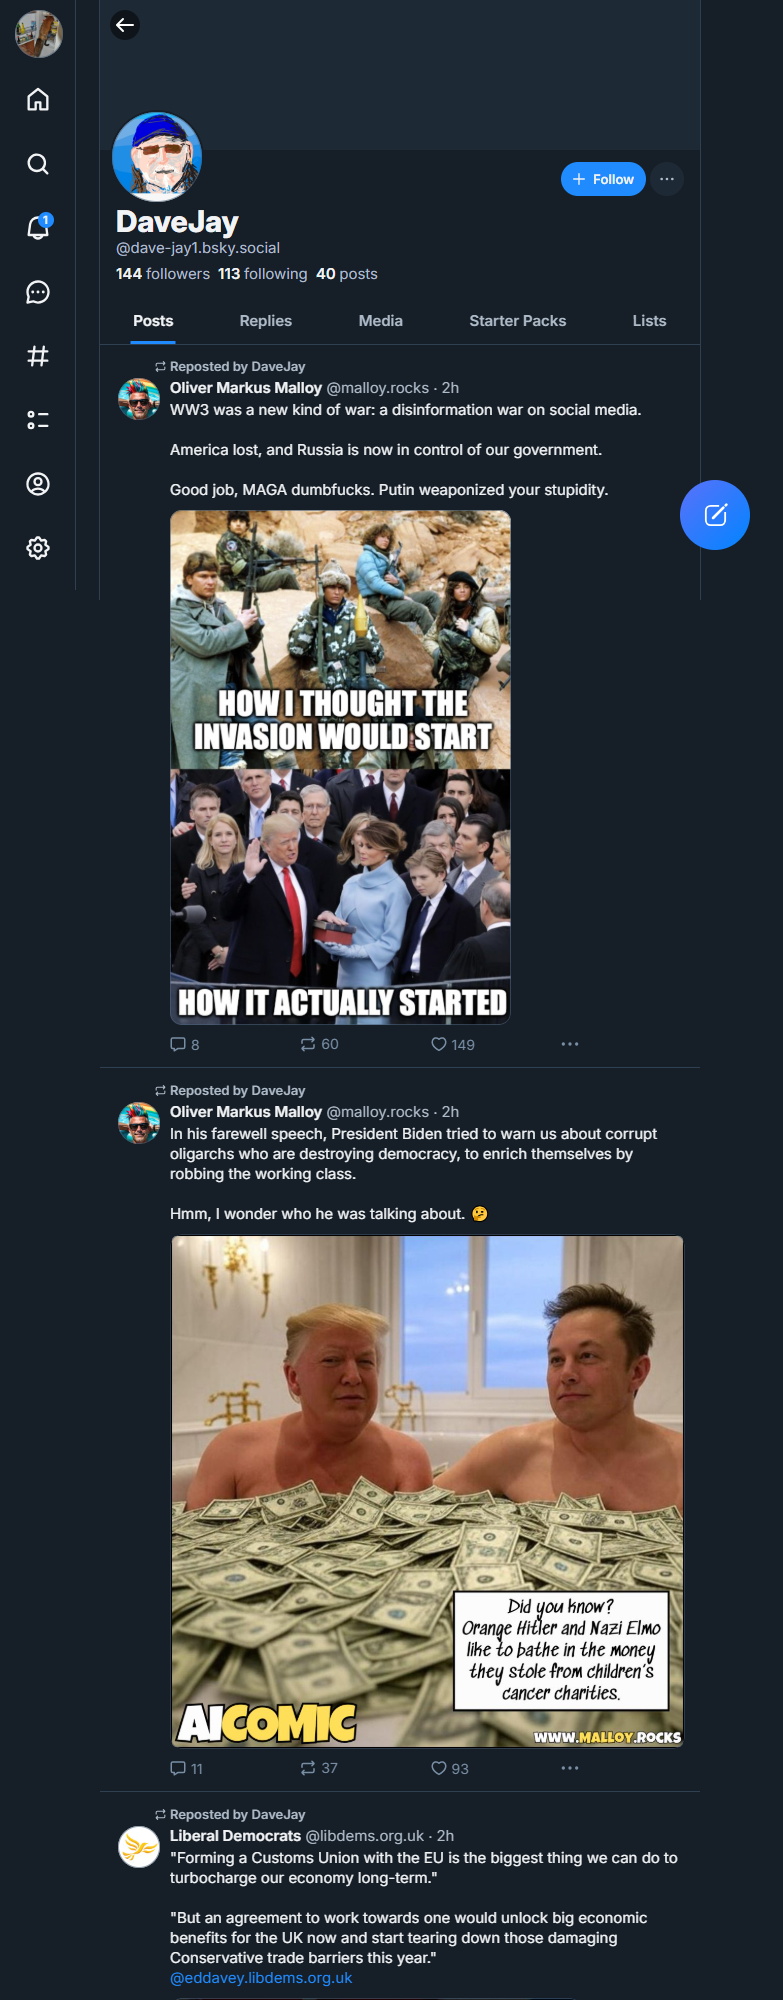 1
+ Follow
DaveJay
@dave-jay1.bsky.social
144 followers 113 following 40 posts
Posts Replies Media Starter Packs Lists
Reposted by DaveJay
Oliver Markus Malloy @malloy.rocks · 2h
WW3 was a new kind of war: a disinformation war on social media.
America lost, and Russia is now in control of our government.
Good job, MAGA dumbfucks. Putin weaponized your stupidity.
HOW I THOUGHT THE
INVASION WOULD START
HOW IT ACTUALLY STARTED
8 60 149
Reposted by DaveJay
Oliver Markus Malloy @malloy.rocks · 2h
In his farewell speech, President Biden tried to warn us about corrupt
oligarchs who are destroying democracy, to enrich themselves by
robbing the working class.
Hmm, I wonder who he was talking about. 🤔
Did you know?
Orange Hitler and Nazi Elmo
like to bathe in the money
they stole from children's
cancer charities.
AICOMIC
WWW.MALLOY.ROCKS
11 37 93
Reposted by DaveJay
Liberal Democrats @libdems.org.uk · 2h
"Forming a Customs Union with the EU is the biggest thing we can do to
turbocharge our economy long-term."
"But an agreement to work towards one would unlock big economic
benefits for the UK now and start tearing down those damaging
Conservative trade barriers this year."
@eddavey.libdems.org.uk